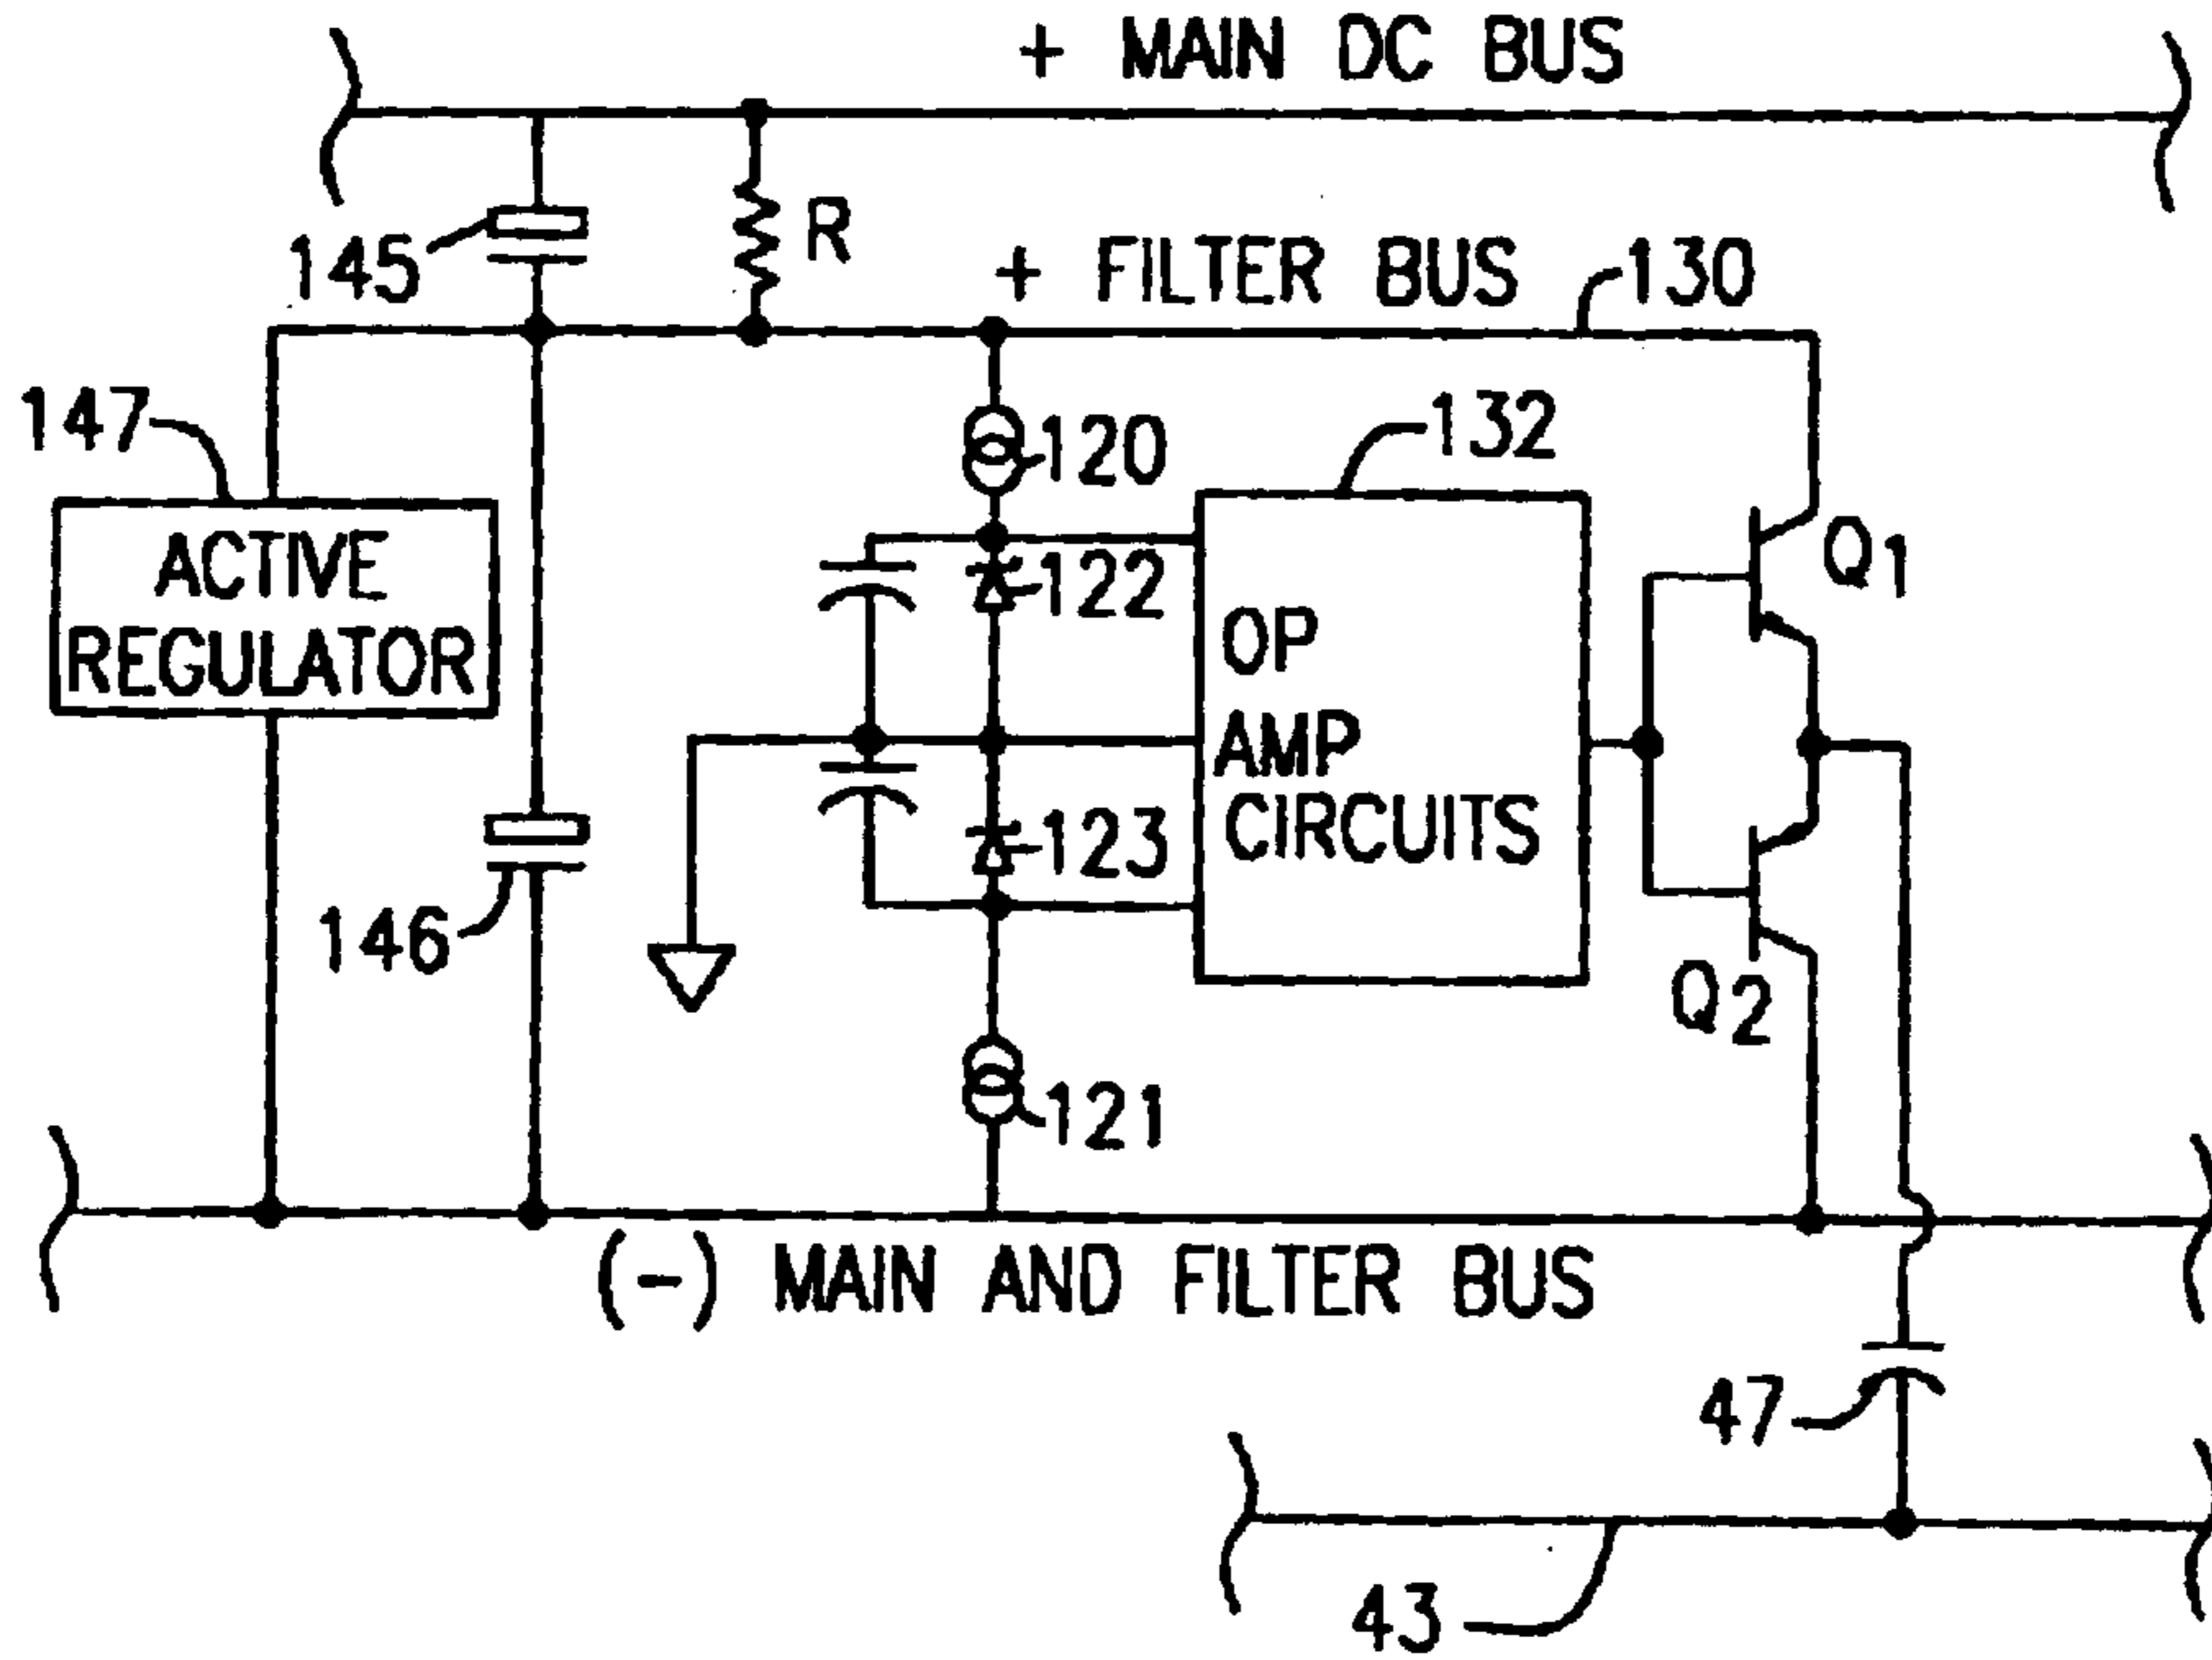 + MAIN DC BUS
145
R
+ FILTER BUS
130
147
120
132
ACTIVE
REGULATOR
122
Q1
OP
AMP
CIRCUITS
123
146
Q2
121
(-) MAIN AND FILTER BUS
47
43